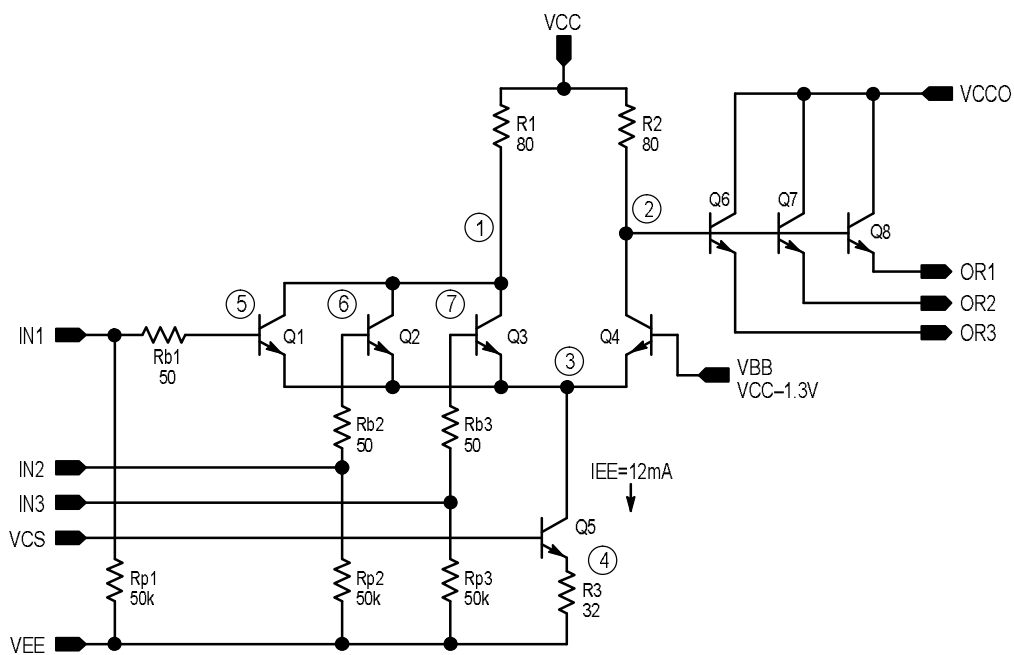 VCC
R1
80
R2
80
VCCO
1
2
Q6
Q7
Q8
OR1
OR2
OR3
5
6
7
IN1
Rb1
50
Q1
Q2
Q3
Q4
3
VBB
VCC–1.3V
Rb2
50
Rb3
50
IN2
IN3
VCS
IEE=12mA
Q5
4
Rp1
50k
Rp2
50k
Rp3
50k
R3
32
VEE